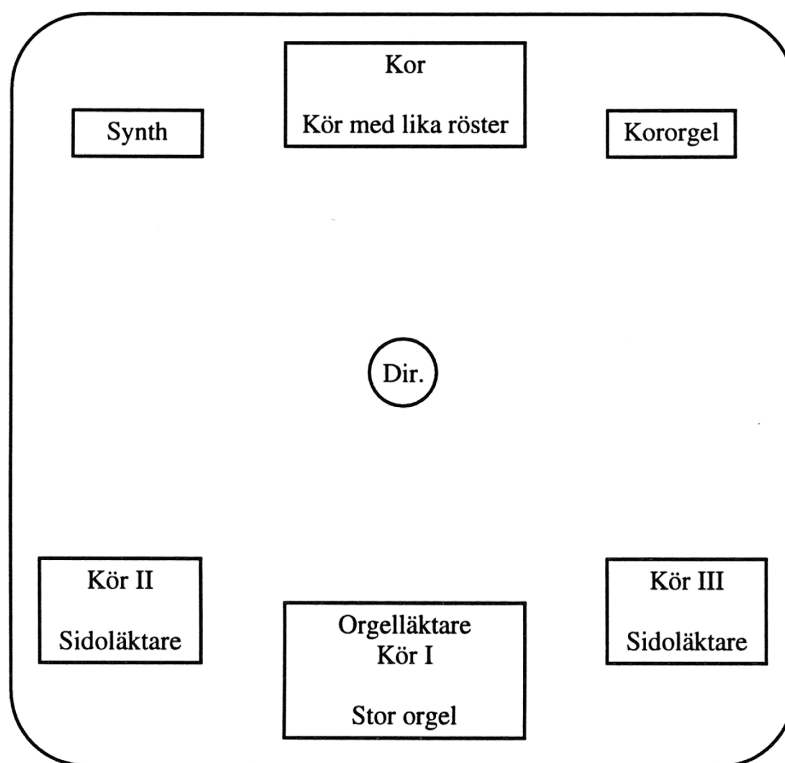 Kor
Kör med lika röster
Synth
Kororgel
Dir.
Kör II
Sidoläktare
Kör III
Sidoläktare
Orgelläktare
Kör I
Stor orgel